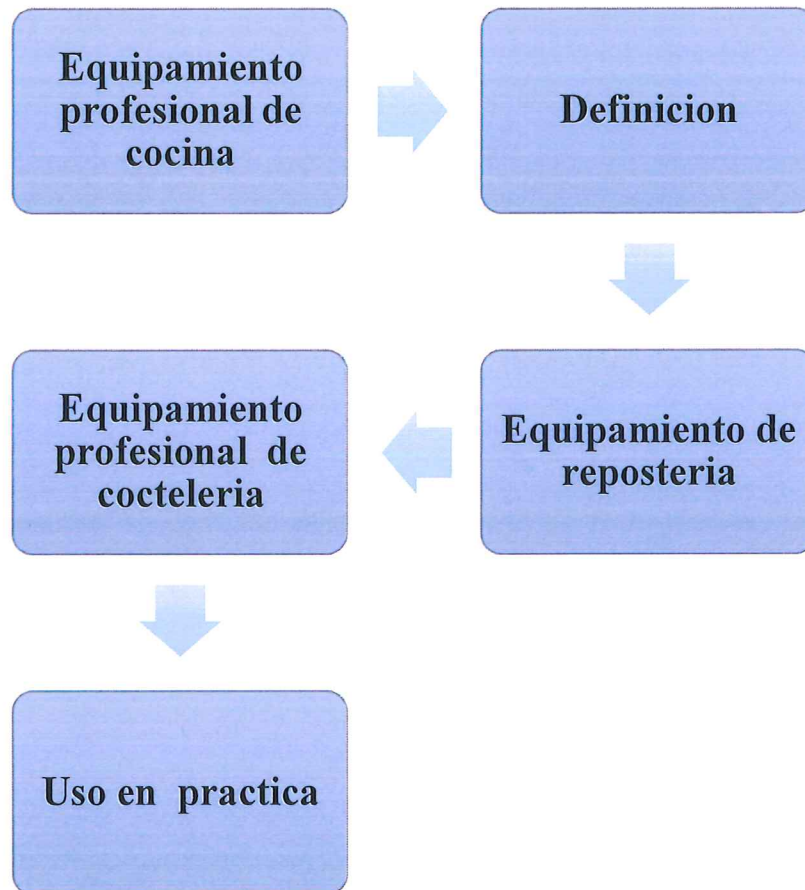 Equipamiento
profesional de
cocina
Definicion
Equipamiento de
reposteria
Equipamiento
profesional de
cocteleria
Uso en practica